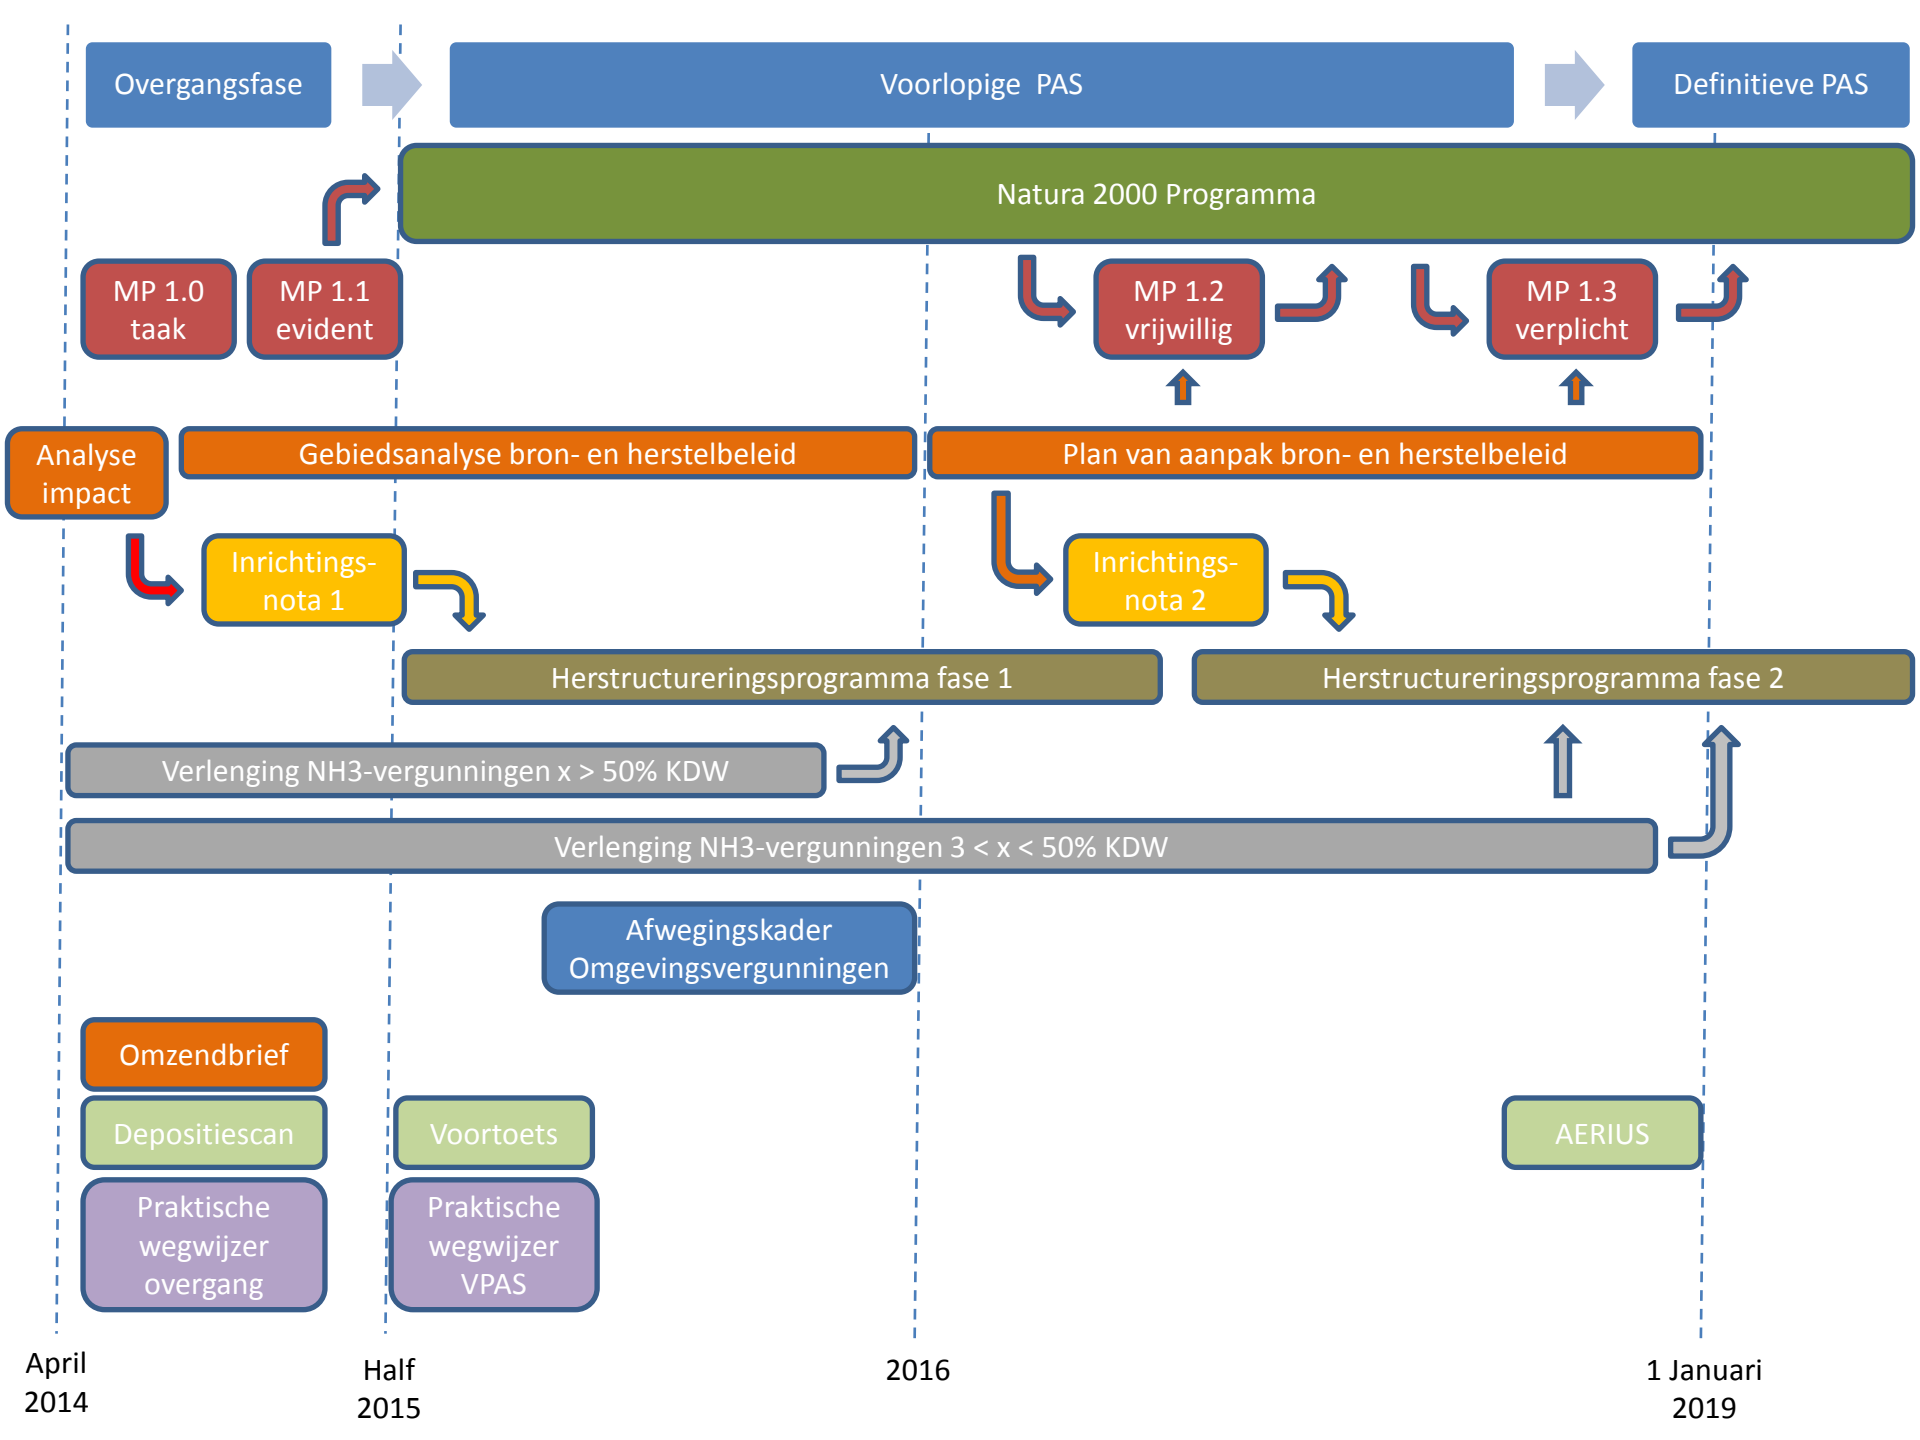 Overgangsfase
Voorlopige PAS
Definitieve PAS
Natura 2000 Programma
MP 1.0
taak
MP 1.1
evident
MP 1.2
vrijwillig
MP 1.3
verplicht
Analyse
impact
Gebiedsanalyse bron- en herstelbeleid
Plan van aanpak bron- en herstelbeleid
Inrichtings-
nota 1
Inrichtings-
nota 2
Herstructureringsprogramma fase 1
Herstructureringsprogramma fase 2
Verlenging NH3-vergunningen x > 50% KDW
Verlenging NH3-vergunningen 3 < x < 50% KDW
Afwegingskader
Omgevingsvergunningen
Omzendbrief
Depositiescan
Voortoets
AERIUS
Praktische
wegwijzer
overgang
Praktische
wegwijzer
VPAS
April
2014
Half
2015
2016
1 Januari
2019